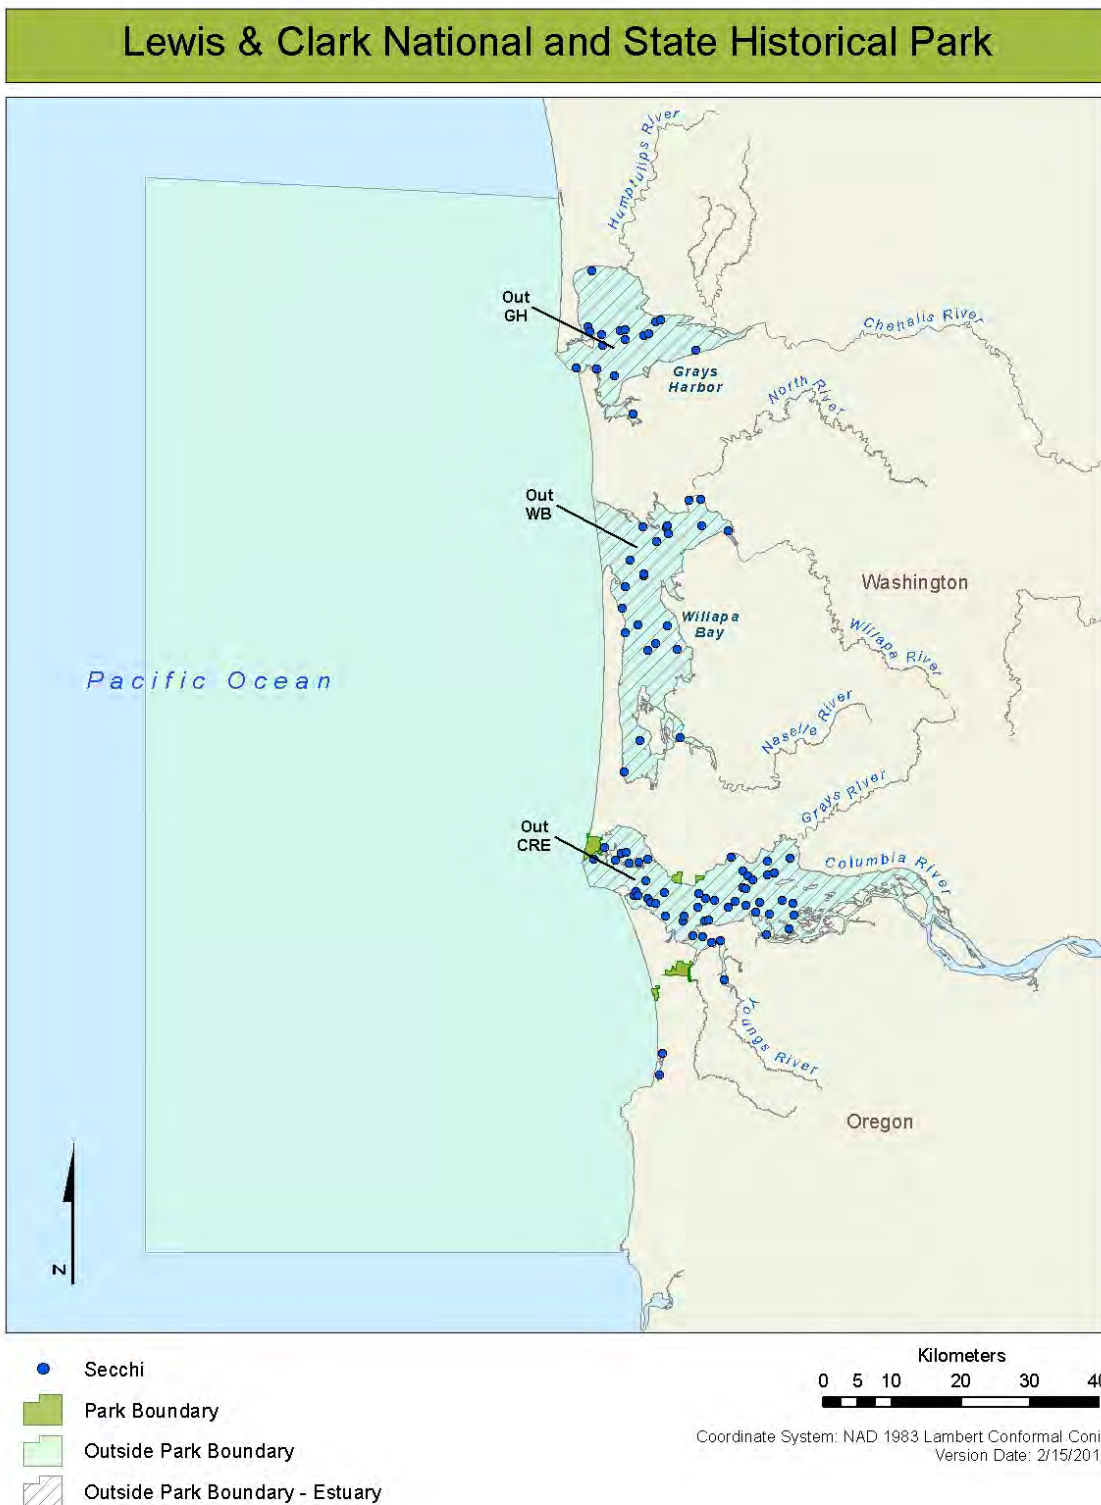 Lewis & Clark National and State Historical Park
Humptulips River
Out
GH
Chehalis River
Grays
Harbor
North River
Out
WB
Washington
Willapa
Bay
Willapa River
Pacific Ocean
Naselle River
Grays River
Out
CRE
Columbia River
Youngs River
Oregon
N
Secchi
Park Boundary
Outside Park Boundary
Outside Park Boundary - Estuary
Kilometers
0 5 10 20 30 40
Coordinate System: NAD 1983 Lambert Conformal Coni
Version Date: 2/15/201